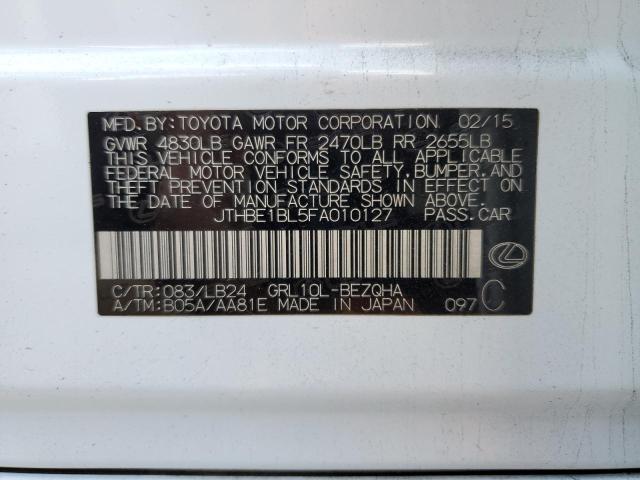 MFD. BY: TOYOTA MOTOR CORPORATION 02/15
GVWR 4830LB GAWR FR 2470LB RR 2655LB
THIS VEHICLE CONFORMS TO ALL APPLICABLE
FEDERAL MOTOR VEHICLE SAFETY, BUMPER, AND
THEFT PREVENTION STANDARDS IN EFFECT
ON THE DATE OF MANUFACTURE SHOWN ABOVE.
JTHBE1BL5FA010127 PASS. CAR
C/TR: 083/LB24 GRL10L-BEZQHA
A/TM: B05A/AA81E MADE IN JAPAN 097 C